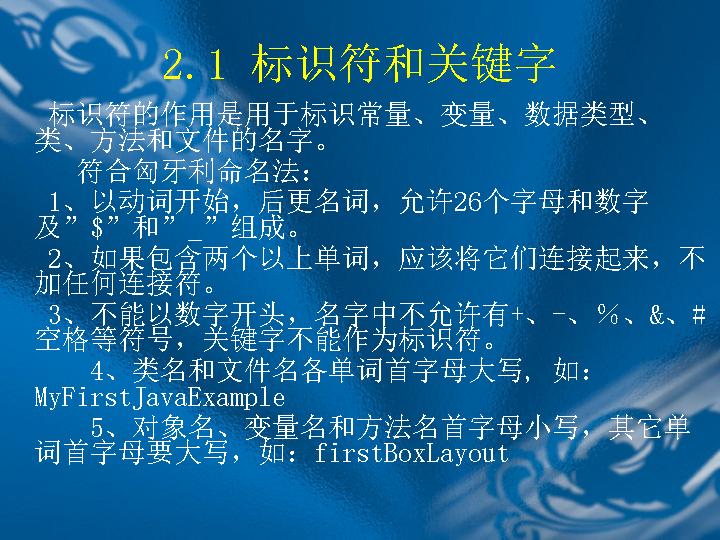 2.1 标识符和关键字
标识符的作用是用于标识常量、变量、数据类型、
类、方法和文件的名字。
符合匈牙利命名法:
1、以动词开始，后更名词，允许26个字母和数字
及”$”和”_”组成。
2、如果包含两个以上单词，应该将它们连接起来，不
加任何连接符。
3、不能以数字开头，名字中不允许有+、-、％、&、#
空格等符号，关键字不能作为标识符。
4、类名和文件名各单词首字母大写, 如:
MyFirstJavaExample
5、对象名、变量名和方法名首字母小写，其它单
词首字母要大写，如: firstBoxLayout